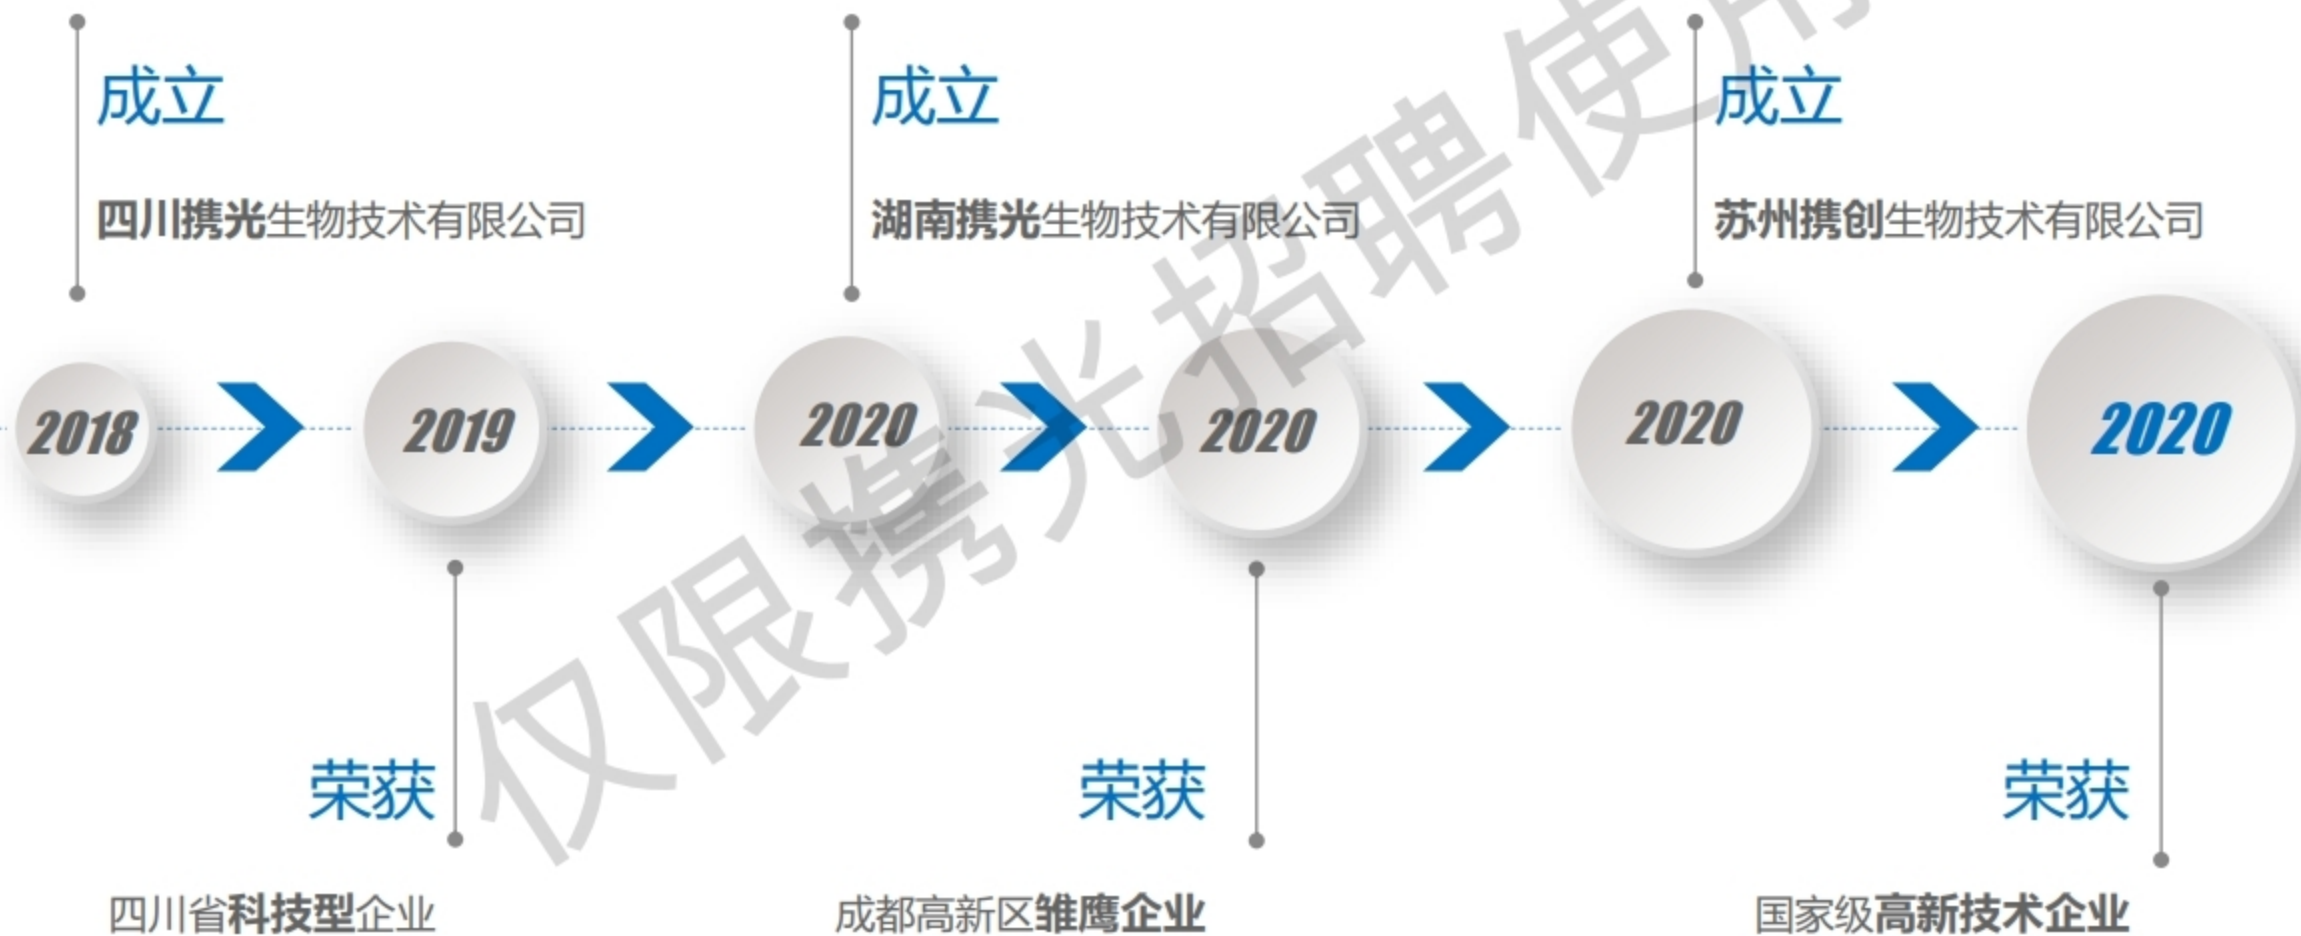 成立
成立
成立
四川携光生物技术有限公司
湖南携光生物技术有限公司
苏州携创生物技术有限公司
2018
2019
2020
2020
2020
2020
荣获
荣获
荣获
四川省科技型企业
成都高新区雏鹰企业
国家级高新技术企业
仅限携光招聘使用